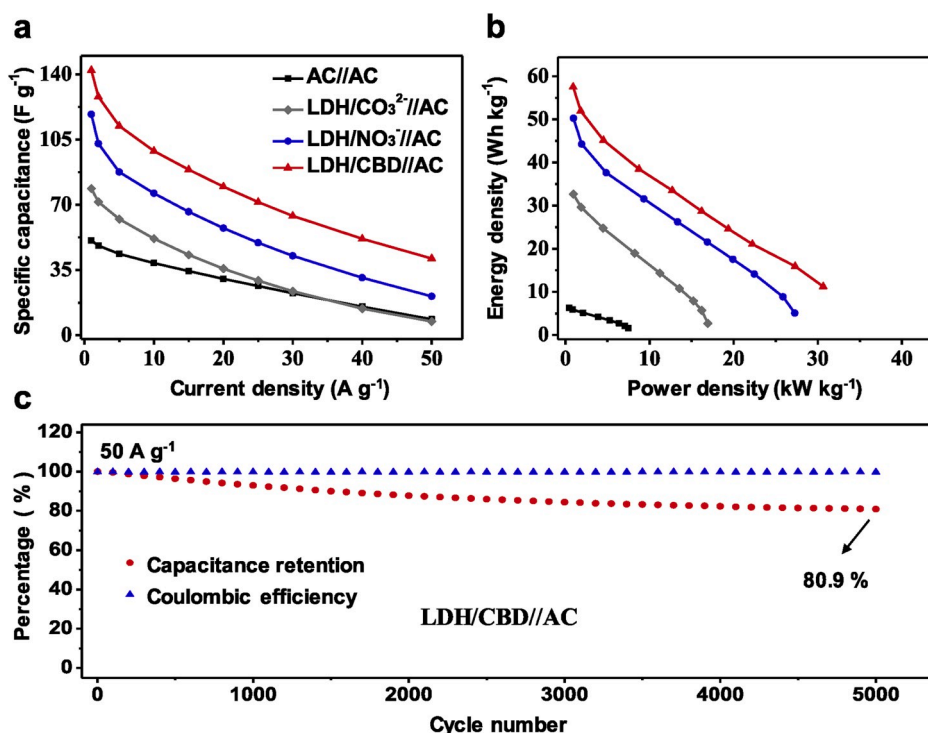 a
Specific capacitance (F g⁻¹)
140
105
70
35
0
AC//AC
LDH/CO₃²⁻//AC
LDH/NO₃⁻//AC
LDH/CBD//AC
0 10 20 30 40 50
Current density (A g⁻¹)
b
Energy density (Wh kg⁻¹)
60
50
40
30
20
10
0
0 10 20 30 40
Power density (kW kg⁻¹)
c
Percentage ( % )
120
100
80
60
40
20
0
50 A g⁻¹
Capacitance retention
Coulombic efficiency
80.9 %
LDH/CBD//AC
0 1000 2000 3000 4000 5000
Cycle number